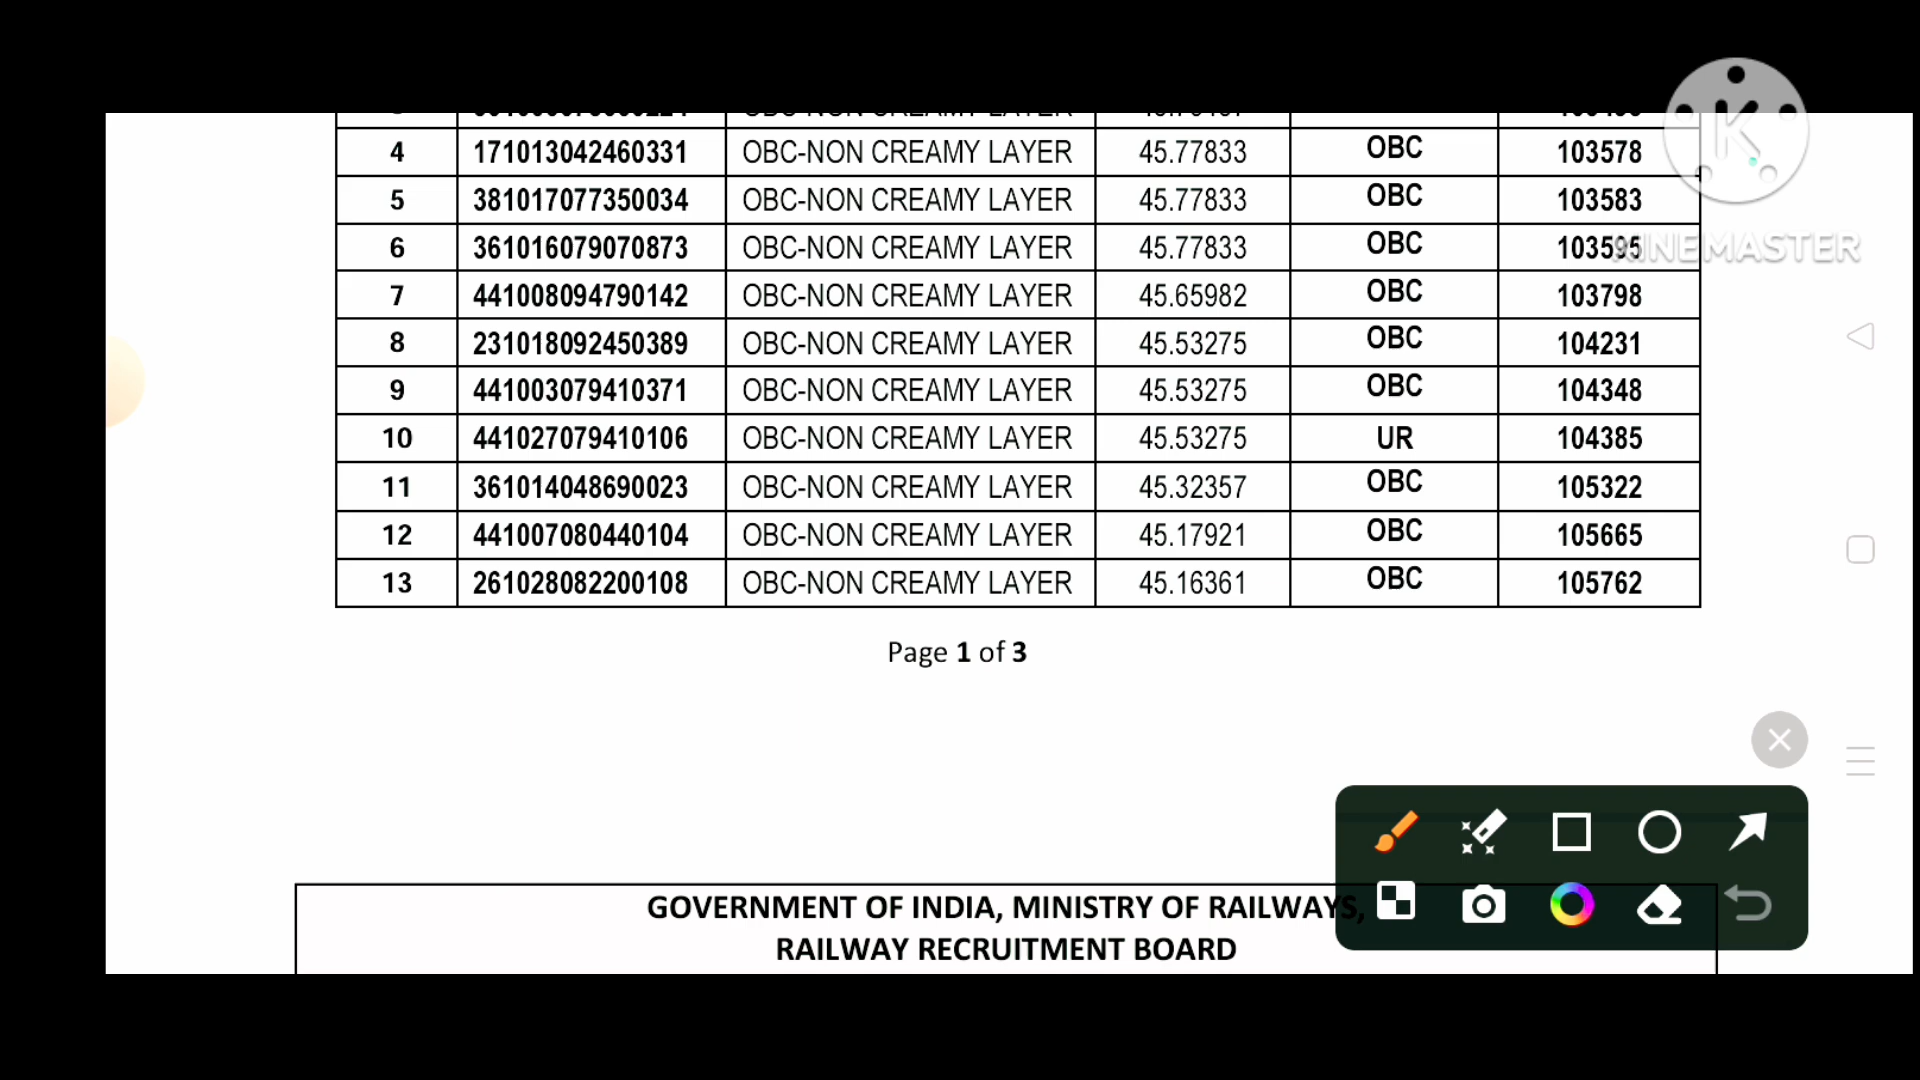 4 171013042460331 OBC-NON CREAMY LAYER 45.77833 OBC 103578
5 381017077350034 OBC-NON CREAMY LAYER 45.77833 OBC 103583
6 361016079070873 OBC-NON CREAMY LAYER 45.77833 OBC 103595
7 441008094790142 OBC-NON CREAMY LAYER 45.65982 OBC 103798
8 231018092450389 OBC-NON CREAMY LAYER 45.53275 OBC 104231
9 441003079410371 OBC-NON CREAMY LAYER 45.53275 OBC 104348
10 441027079410106 OBC-NON CREAMY LAYER 45.53275 UR 104385
11 361014048690023 OBC-NON CREAMY LAYER 45.32357 OBC 105322
12 441007080440104 OBC-NON CREAMY LAYER 45.17921 OBC 105665
13 261028082200108 OBC-NON CREAMY LAYER 45.16361 OBC 105762
K
KINEMASTER
Page 1 of 3
GOVERNMENT OF INDIA, MINISTRY OF RAILWAYS,
RAILWAY RECRUITMENT BOARD